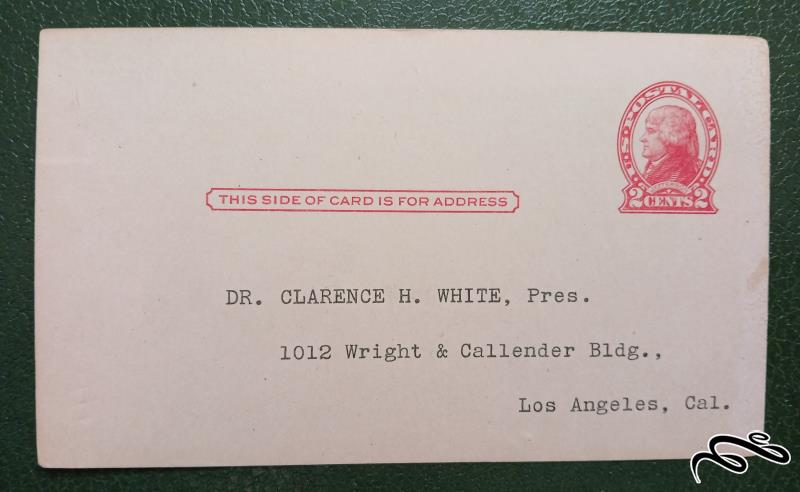 U.S. POSTAL CARD
JEFFERSON
2 CENTS 2
THIS SIDE OF CARD IS FOR ADDRESS
DR. CLARENCE H. WHITE, Pres.
1012 Wright & Callender Bldg.,
Los Angeles, Cal.